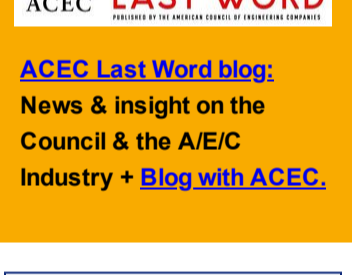 ACEC LAST WORD
PUBLISHED BY THE AMERICAN COUNCIL OF ENGINEERING COMPANIES
ACEC Last Word blog:
News & insight on the
Council & the A/E/C
Industry + Blog with ACEC.